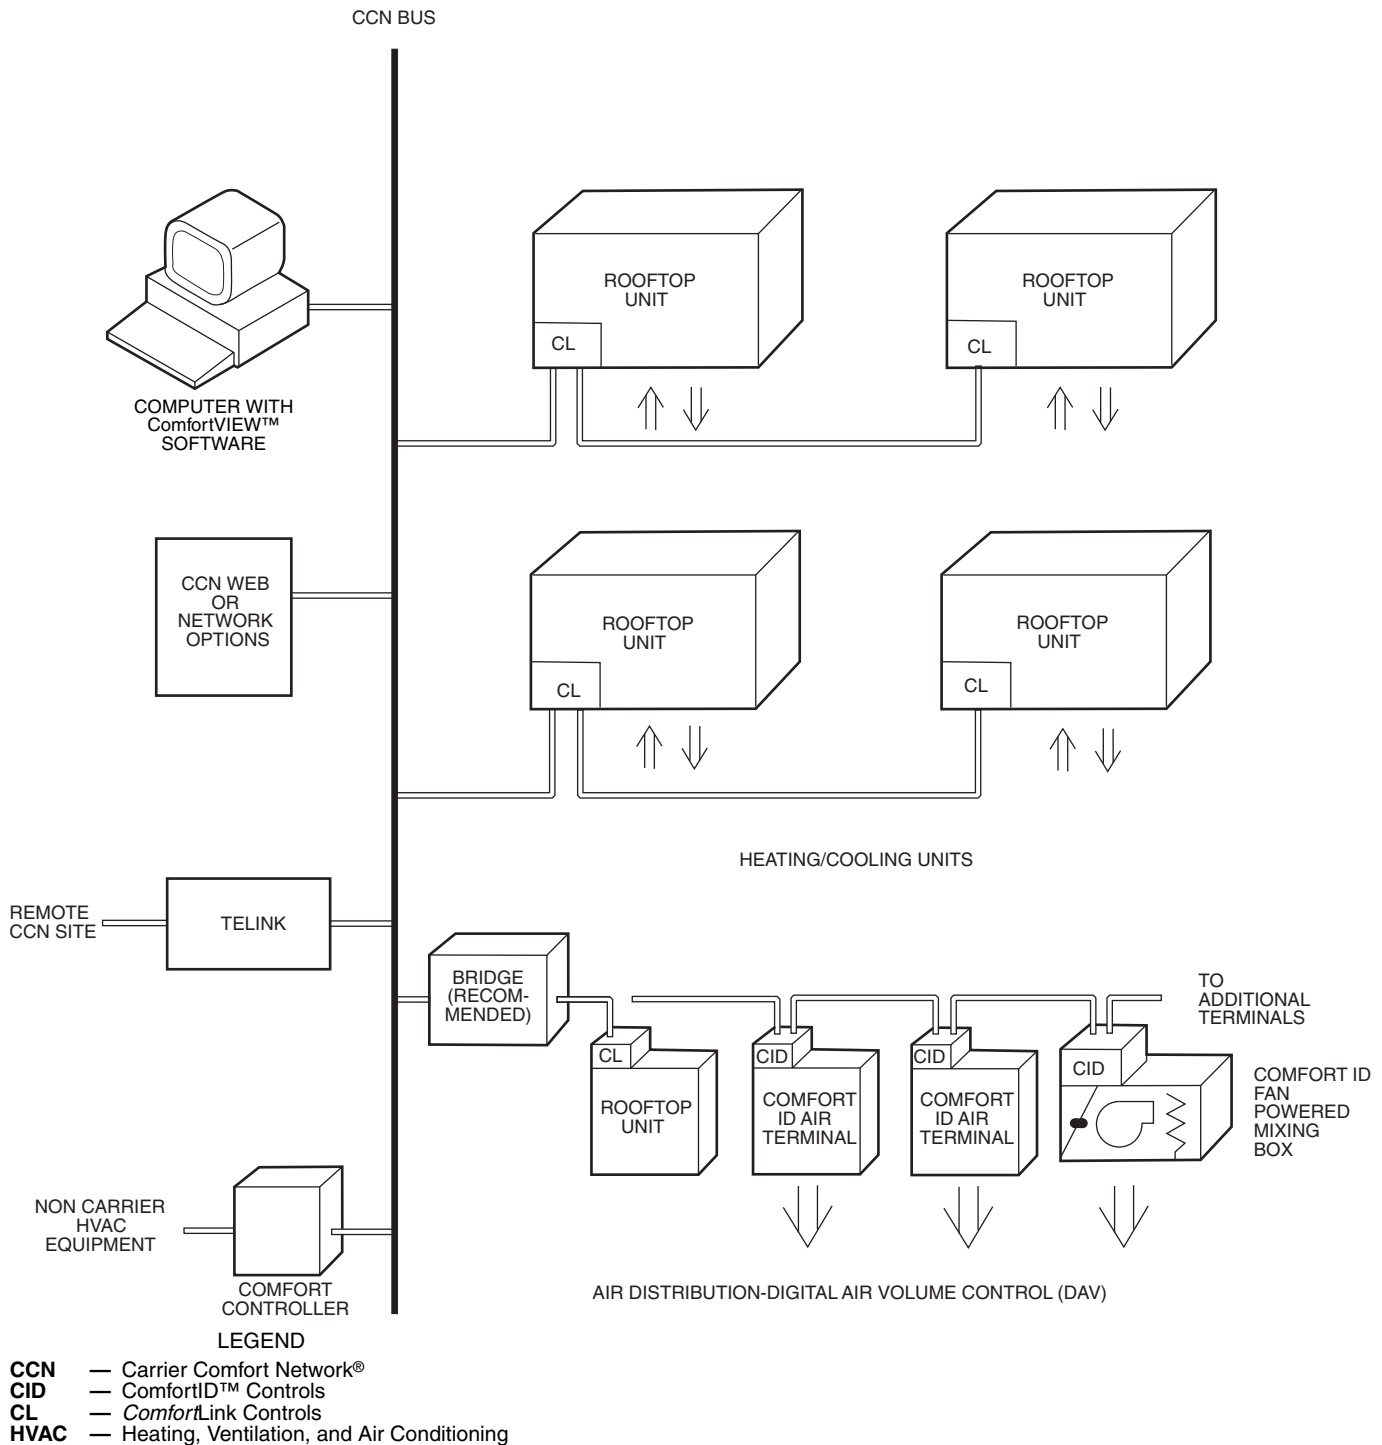 CCN BUS
ROOFTOP
UNIT
CL
ROOFTOP
UNIT
CL
COMPUTER WITH
ComfortVIEW™
SOFTWARE
CCN WEB
OR
NETWORK
OPTIONS
ROOFTOP
UNIT
CL
ROOFTOP
UNIT
CL
HEATING/COOLING UNITS
REMOTE
CCN SITE
TELINK
BRIDGE
(RECOM-
MENDED)
TO
ADDITIONAL
TERMINALS
CL
ROOFTOP
UNIT
CID
COMFORT
ID AIR
TERMINAL
CID
COMFORT
ID AIR
TERMINAL
CID
COMFORT ID
FAN
POWERED
MIXING
BOX
NON CARRIER
HVAC
EQUIPMENT
COMFORT
CONTROLLER
AIR DISTRIBUTION-DIGITAL AIR VOLUME CONTROL (DAV)
LEGEND
CCN — Carrier Comfort Network®
CID — ComfortID™ Controls
CL — ComfortLink Controls
HVAC — Heating, Ventilation, and Air Conditioning